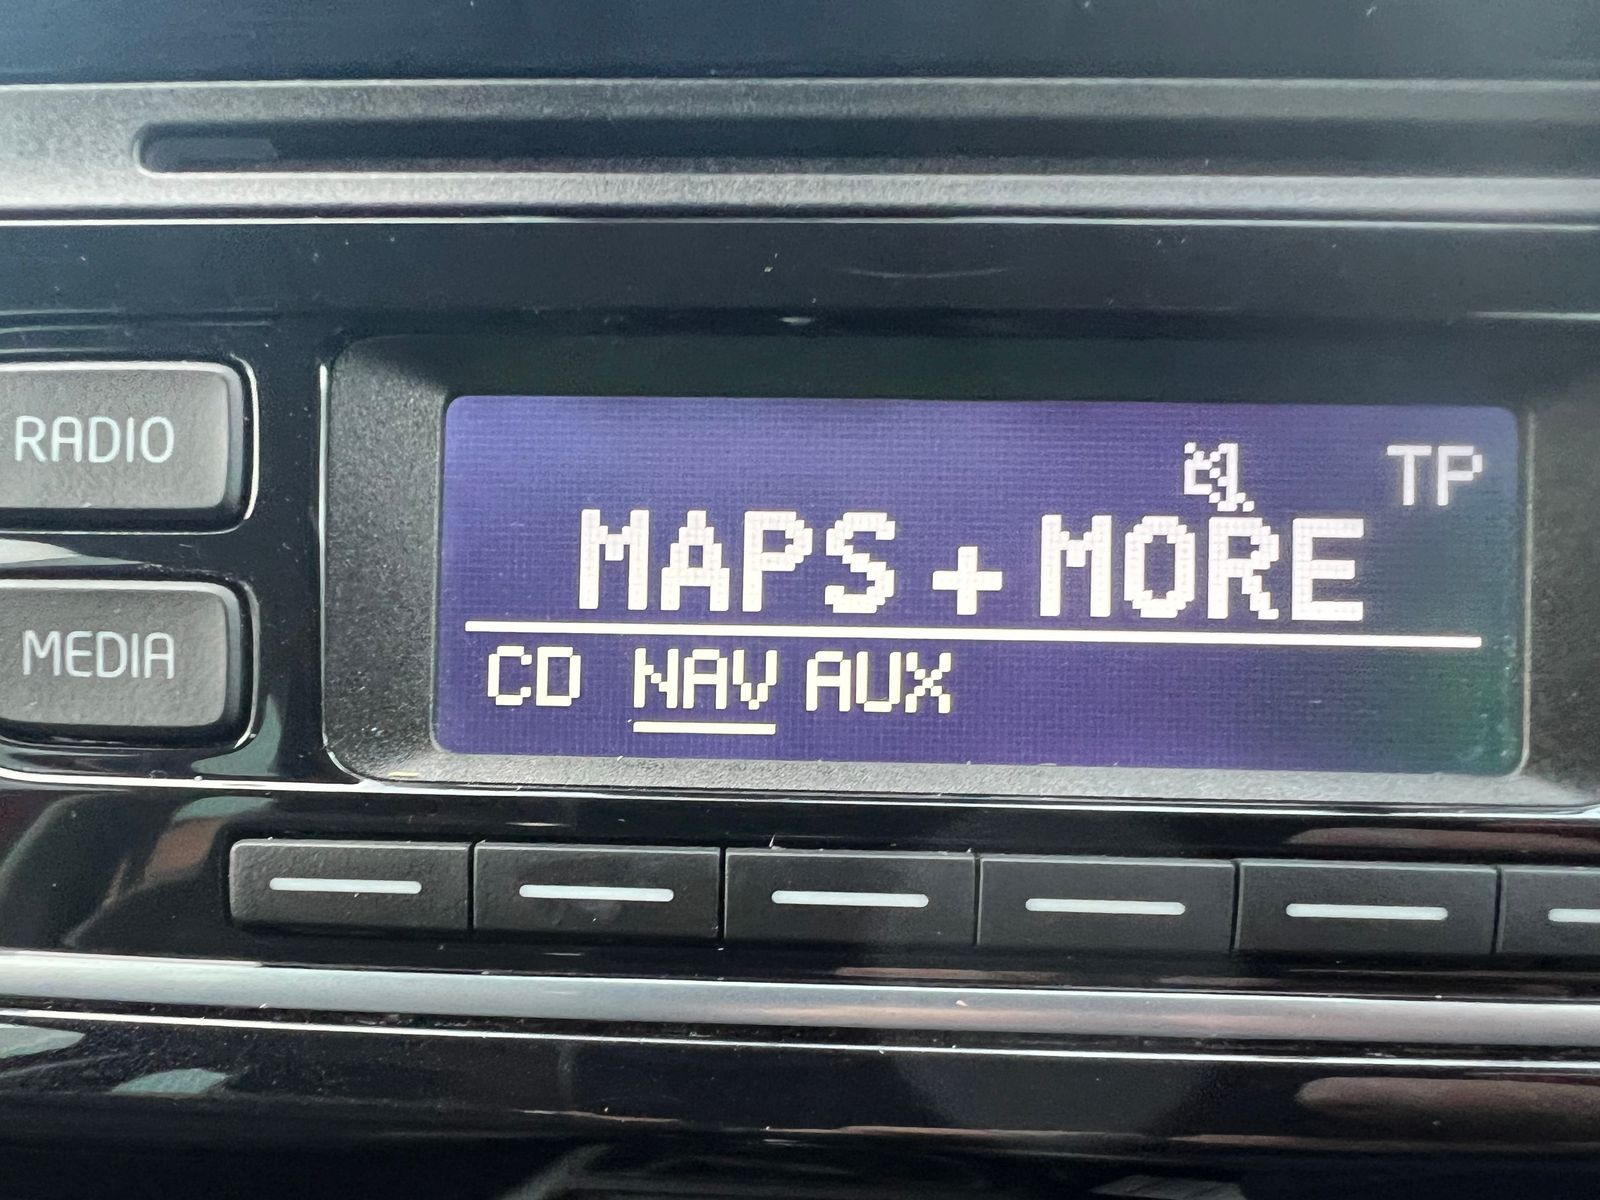 RADIO
TP
MAPS + MORE
MEDIA
CD NAV AUX